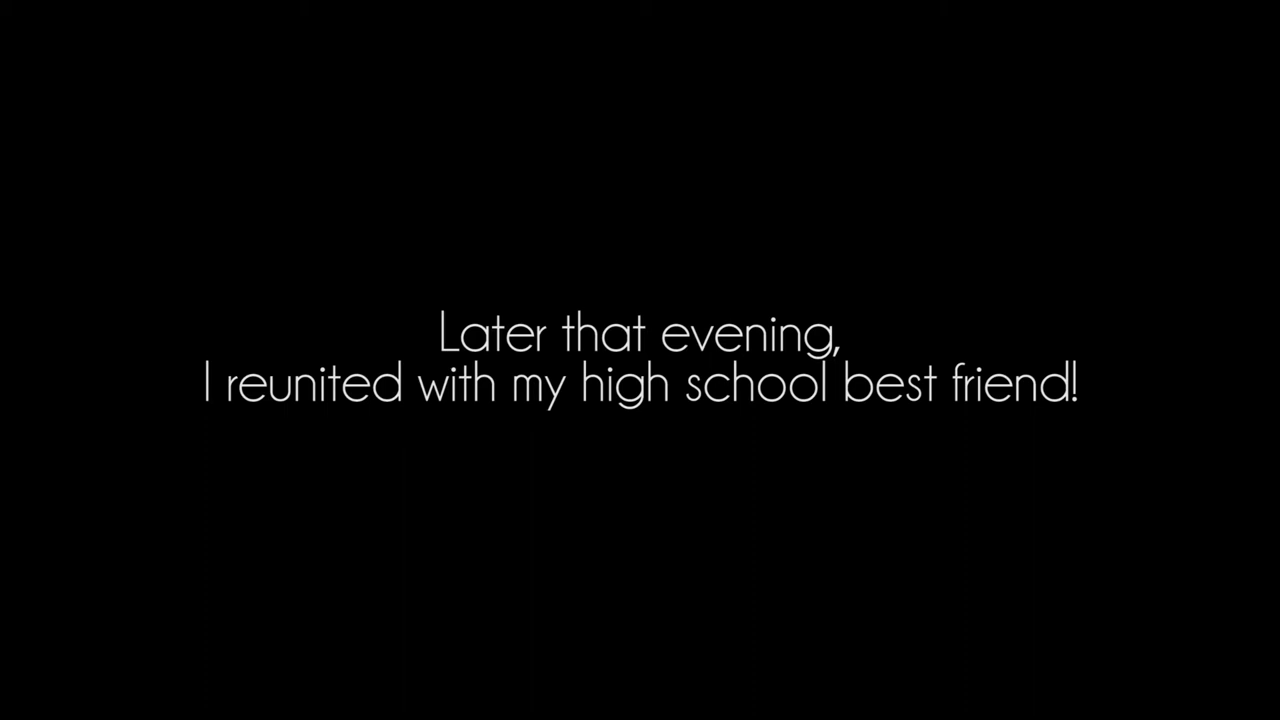 Later that evening,
I reunited with my high school best friend!